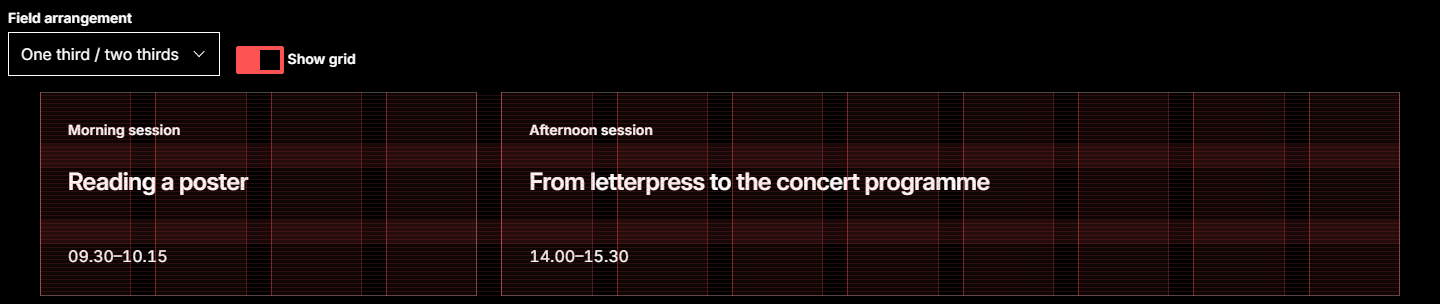 Field arrangement
One third / two thirds
Show grid
Morning session
Reading a poster
09.30–10.15
Afternoon session
From letterpress to the concert programme
14.00–15.30